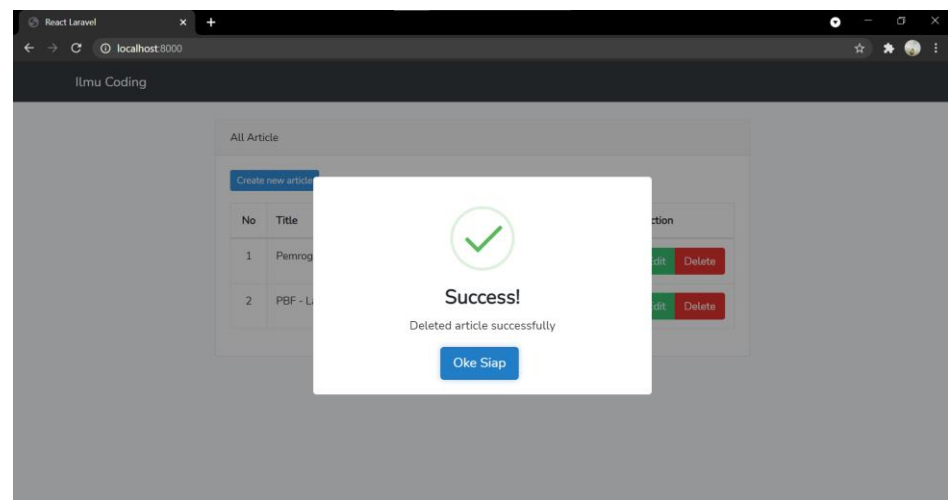 React Laravel
localhost:8000
Ilmu Coding
All Article
Create new article
No Title ction
1 Pemrog dit Delete
2 PBF - La dit Delete
Success!
Deleted article successfully
Oke Siap